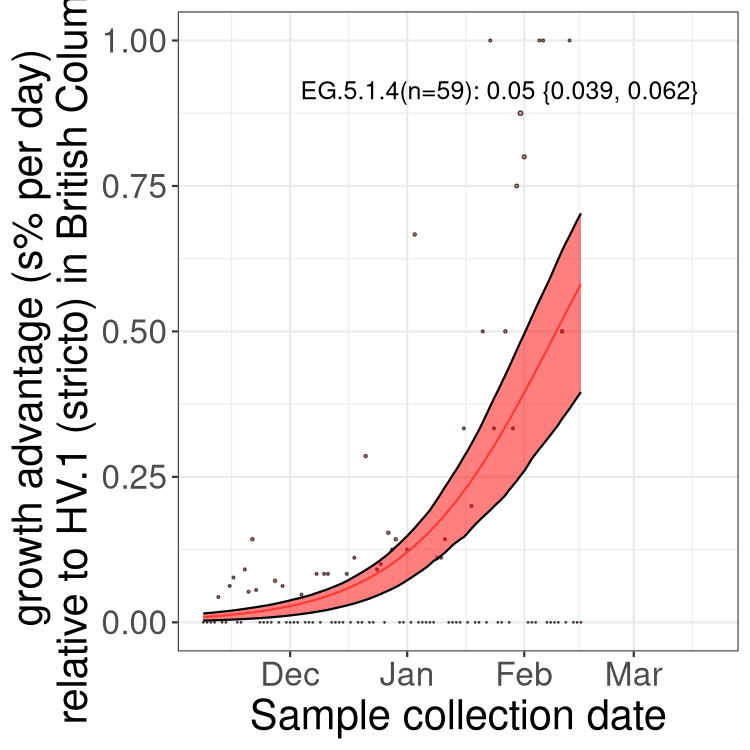 growth advantage (s% per day)
relative to HV.1 (stricto) in British Colum
1.00
0.75
0.50
0.25
0.00
EG.5.1.4(n=59): 0.05 {0.039, 0.062}
Dec Jan Feb Mar
Sample collection date